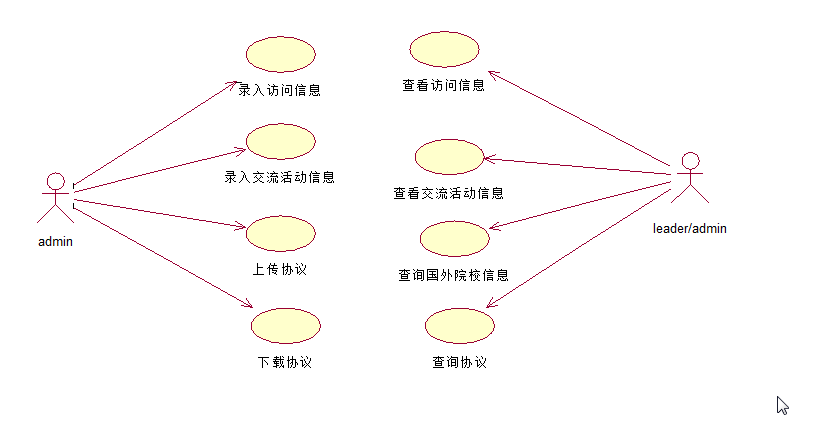 录入访问信息
查看访问信息
录入交流活动信息
查看交流活动信息
admin
leader/admin
上传协议
查询国外院校信息
下载协议
查询协议